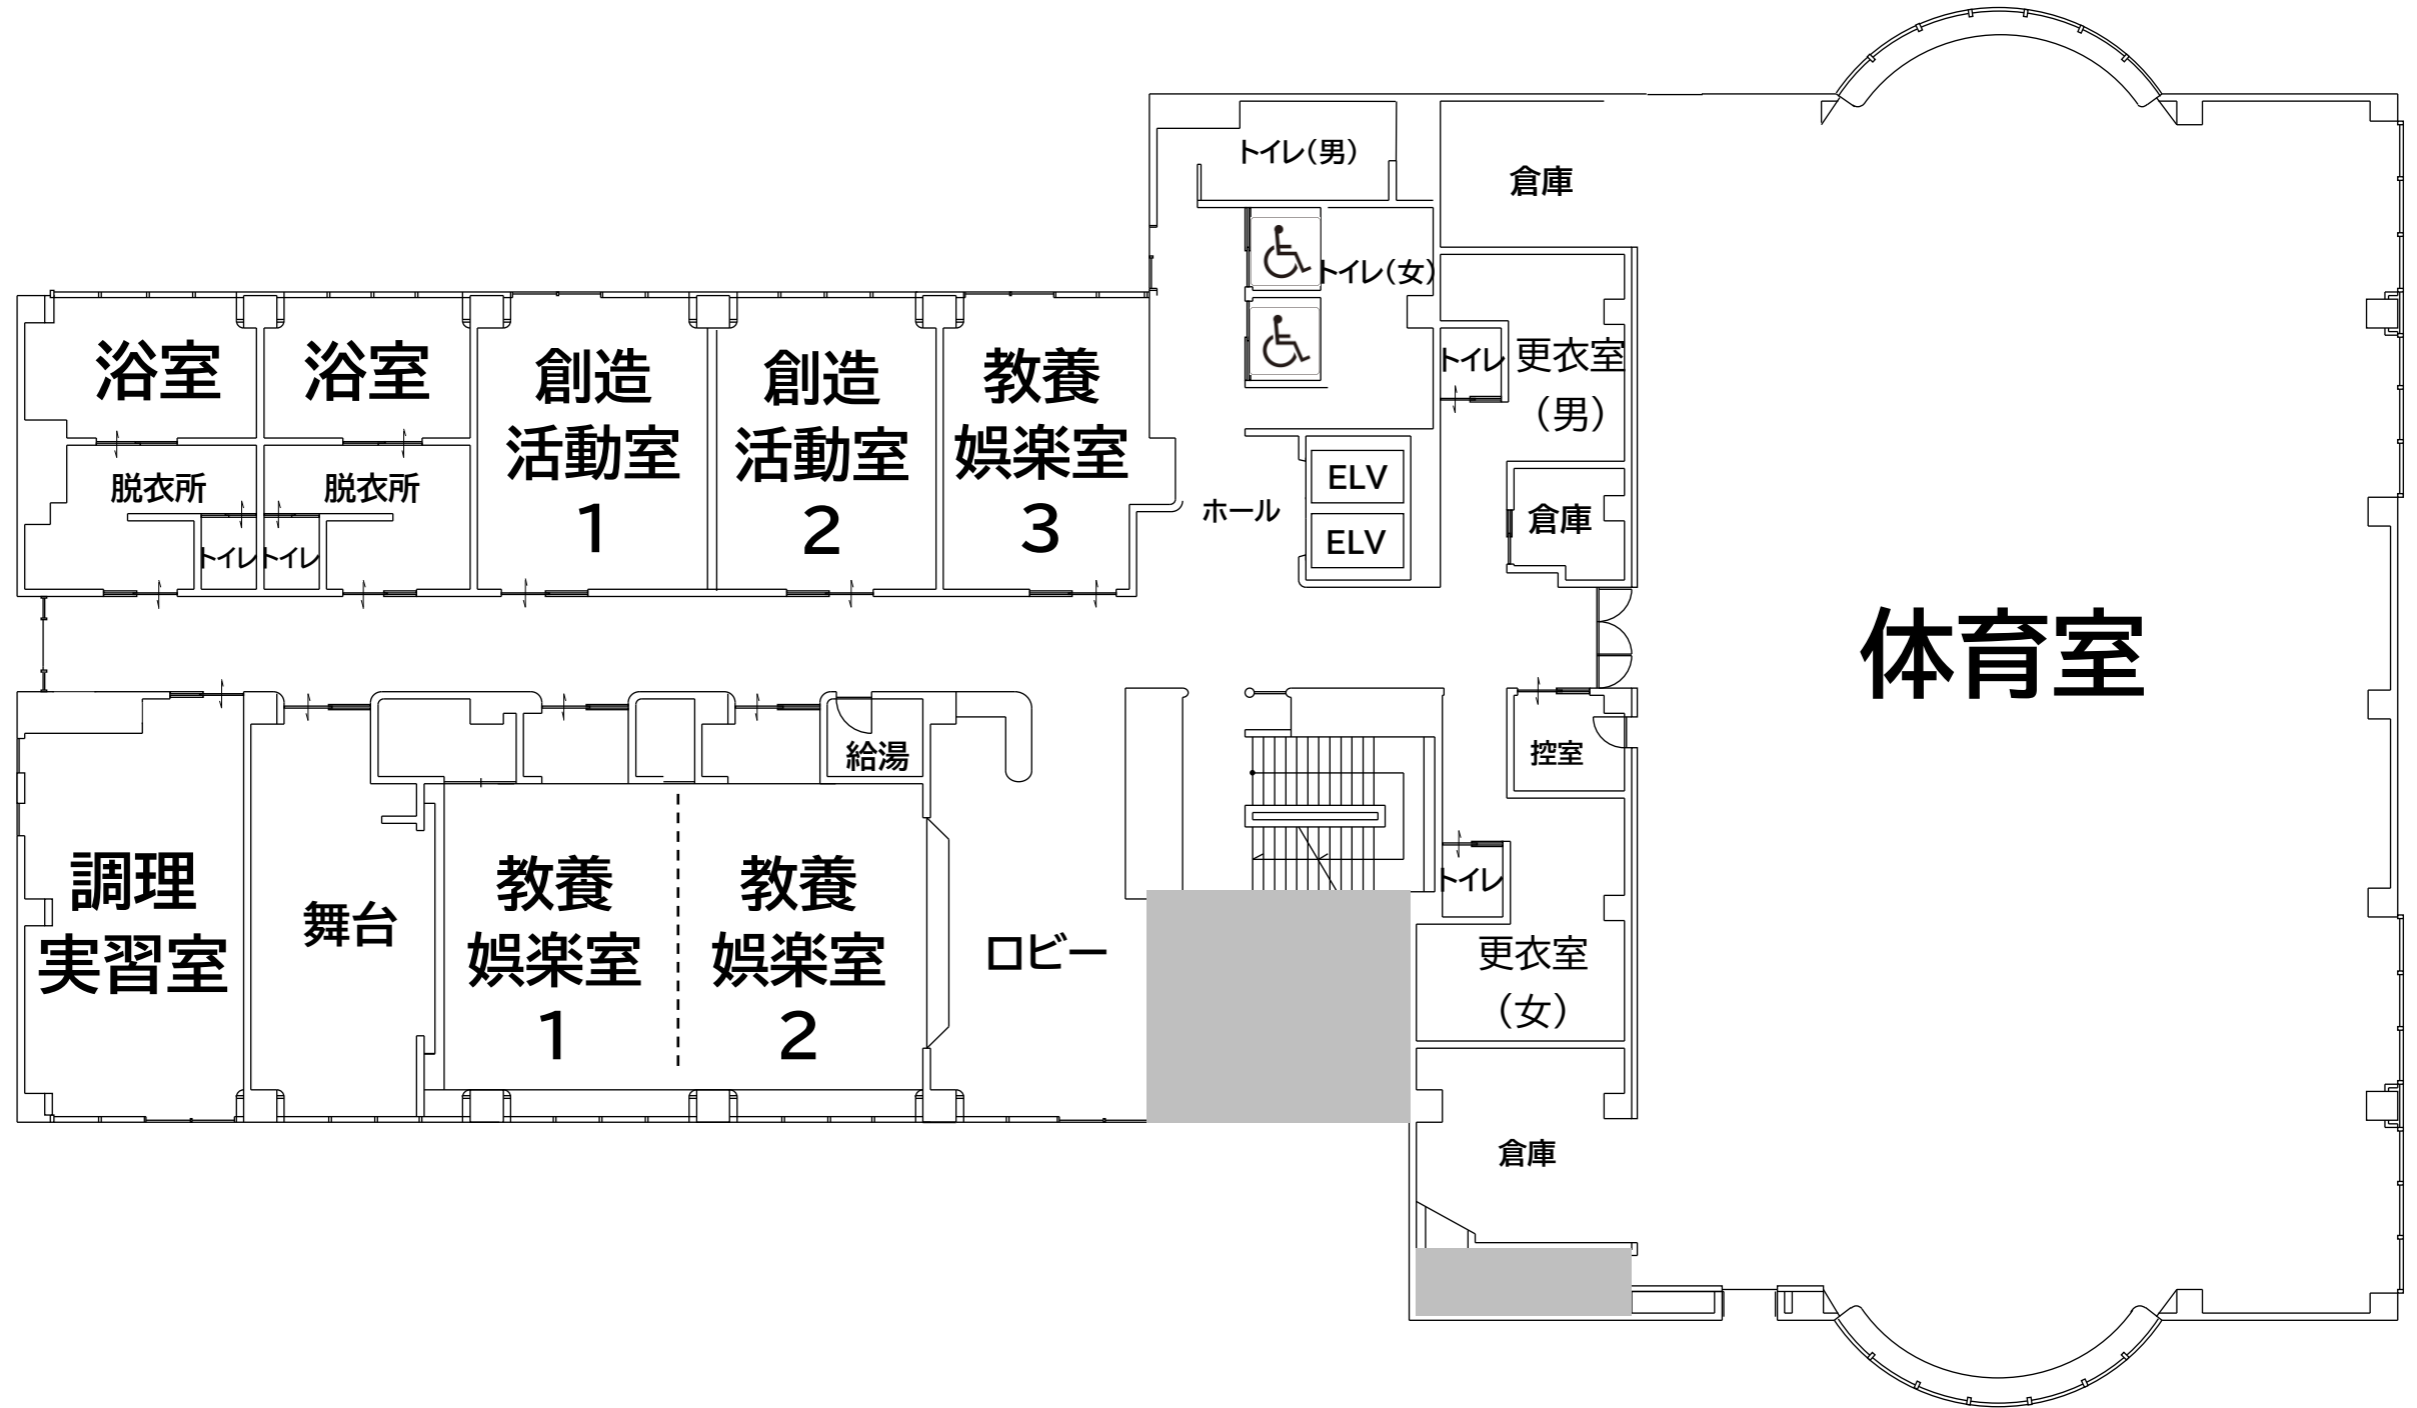 トイレ（男）
倉庫
トイレ（女）
浴室
浴室
創造
活動室
1
創造
活動室
2
教養
娯楽室
3
トイレ
更衣室
（男）
脱衣所
脱衣所
トイレ
トイレ
ホール
ELV
ELV
倉庫
体育室
給湯
控室
調理
実習室
舞台
教養
娯楽室
1
教養
娯楽室
2
ロビー
トイレ
更衣室
（女）
倉庫